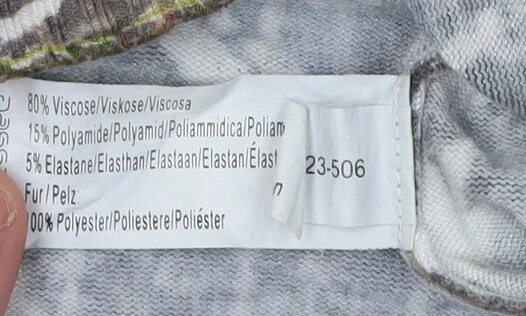 80% Viscose/Viskose/Viscosa
15% Polyamide/Polyamid/Poliammidica/Poliam
5% Elastane/Elasthan/Elastaan/Elastan/Élast
23-506
Fur/Pelz
100% Polyester/Poliestere/Poliéster